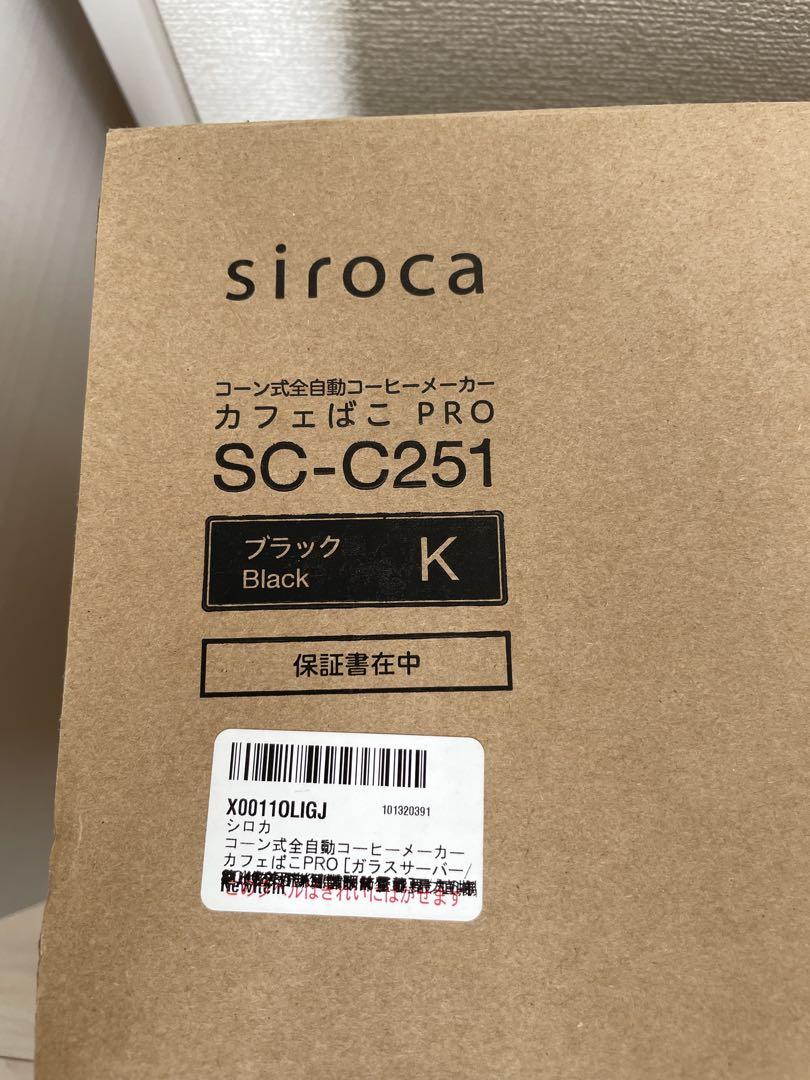 siroca
コーン式全自動コーヒーメーカー
カフェばこ PRO
SC-C251
ブラック
Black
K
保証書在中
X0011OLIGJ
101320391
シロカ
コーン式全自動コーヒーメーカー
カフェばこPRO [ガラスサーバー/
New Item
このラベルはきれいにはがせます